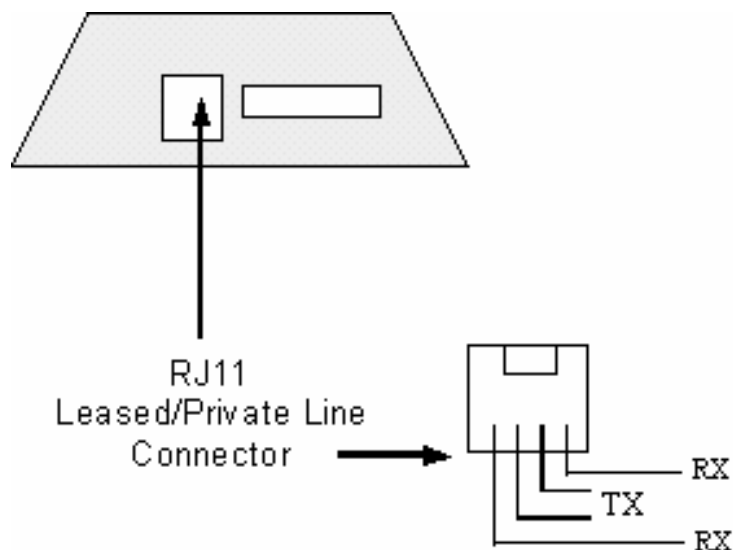 RJ11
Leased/Private Line
Connector
RX
TX
RX